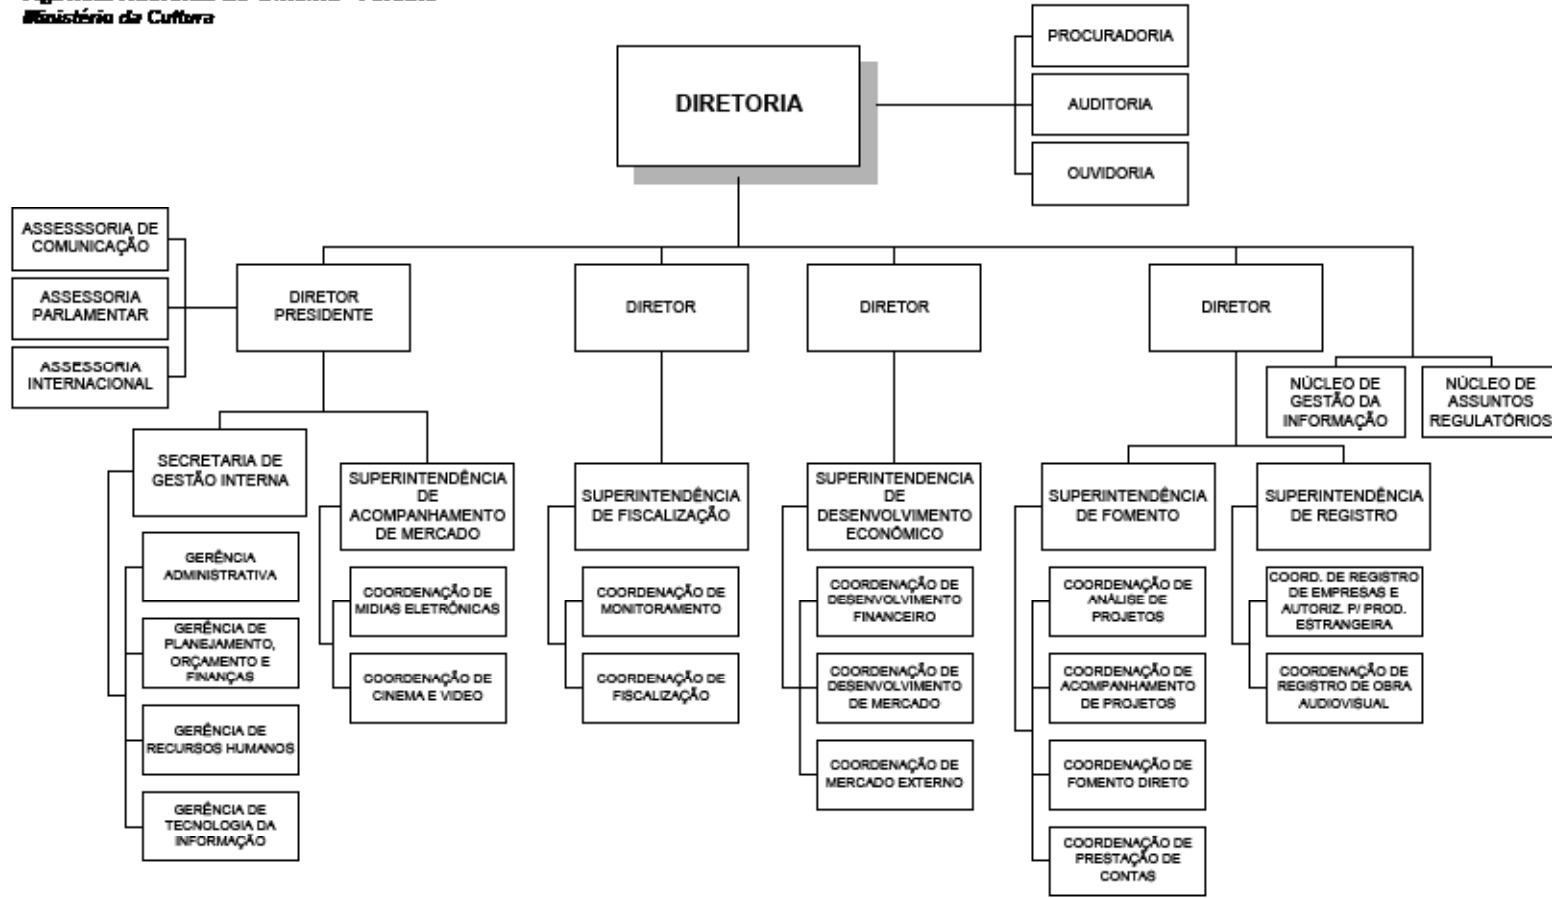 Ministério da Cultura
DIRETORIA
PROCURADORIA
AUDITORIA
OUVIDORIA
ASSESSSORIA DE
COMUNICAÇÃO
ASSESSORIA
PARLAMENTAR
ASSESSORIA
INTERNACIONAL
DIRETOR
PRESIDENTE
DIRETOR
DIRETOR
DIRETOR
NÚCLEO DE
GESTÃO DA
INFORMAÇÃO
NÚCLEO DE
ASSUNTOS
REGULATÓRIOS
SECRETARIA DE
GESTÃO INTERNA
GERÊNCIA
ADMINISTRATIVA
GERÊNCIA DE
PLANEJAMENTO,
ORÇAMENTO E
FINANÇAS
GERÊNCIA DE
RECURSOS HUMANOS
GERÊNCIA DE
TECNOLOGIA DA
INFORMAÇÃO
SUPERINTENDÊNCIA
DE
ACOMPANHAMENTO
DE MERCADO
COORDENAÇÃO DE
MIDIAS ELETRÔNICAS
COORDENAÇÃO DE
CINEMA E VIDEO
SUPERINTENDÊNCIA
DE FISCALIZAÇÃO
COORDENAÇÃO DE
MONITORAMENTO
COORDENAÇÃO DE
FISCALIZAÇÃO
SUPERINTENDENCIA
DE
DESENVOLVIMENTO
ECONÔMICO
COORDENAÇÃO DE
DESENVOLVIMENTO
FINANCEIRO
COORDENAÇÃO DE
DESENVOLVIMENTO
DE MERCADO
COORDENAÇÃO DE
MERCADO EXTERNO
SUPERINTENDÊNCIA
DE FOMENTO
COORDENAÇÃO DE
ANÁLISE DE
PROJETOS
COORDENAÇÃO DE
ACOMPANHAMENTO
DE PROJETOS
COORDENAÇÃO DE
FOMENTO DIRETO
COORDENAÇÃO DE
PRESTAÇÃO DE
CONTAS
SUPERINTENDÊNCIA
DE REGISTRO
COORD. DE REGISTRO
DE EMPRESAS E
AUTORIZ. P/ PROD.
ESTRANGEIRA
COORDENAÇÃO DE
REGISTRO DE OBRA
AUDIOVISUAL